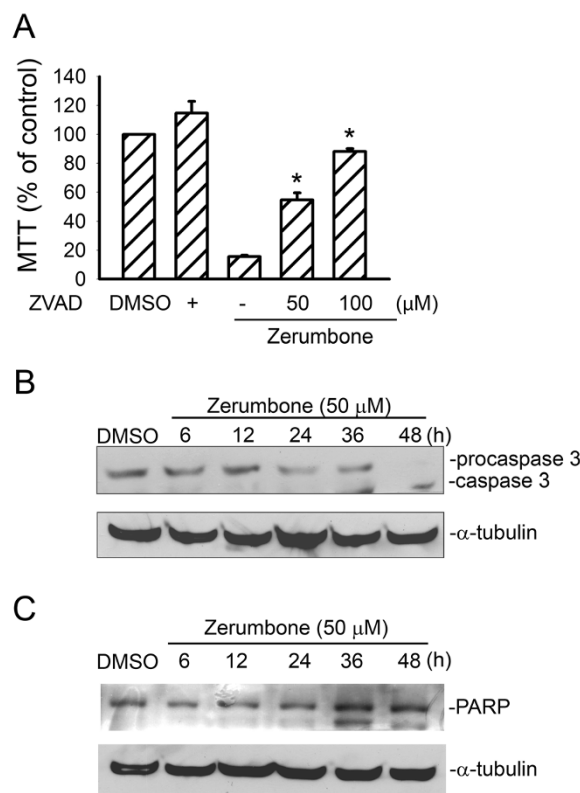 A
MTT (% of control)
140
120
100
80
60
40
20
0
* *
ZVAD DMSO + - 50 100 (μM)
Zerumbone
B
Zerumbone (50 μM)
DMSO 6 12 24 36 48 (h)
-procaspase 3
-caspase 3
-α-tubulin
C
Zerumbone (50 μM)
DMSO 6 12 24 36 48 (h)
-PARP
-α-tubulin